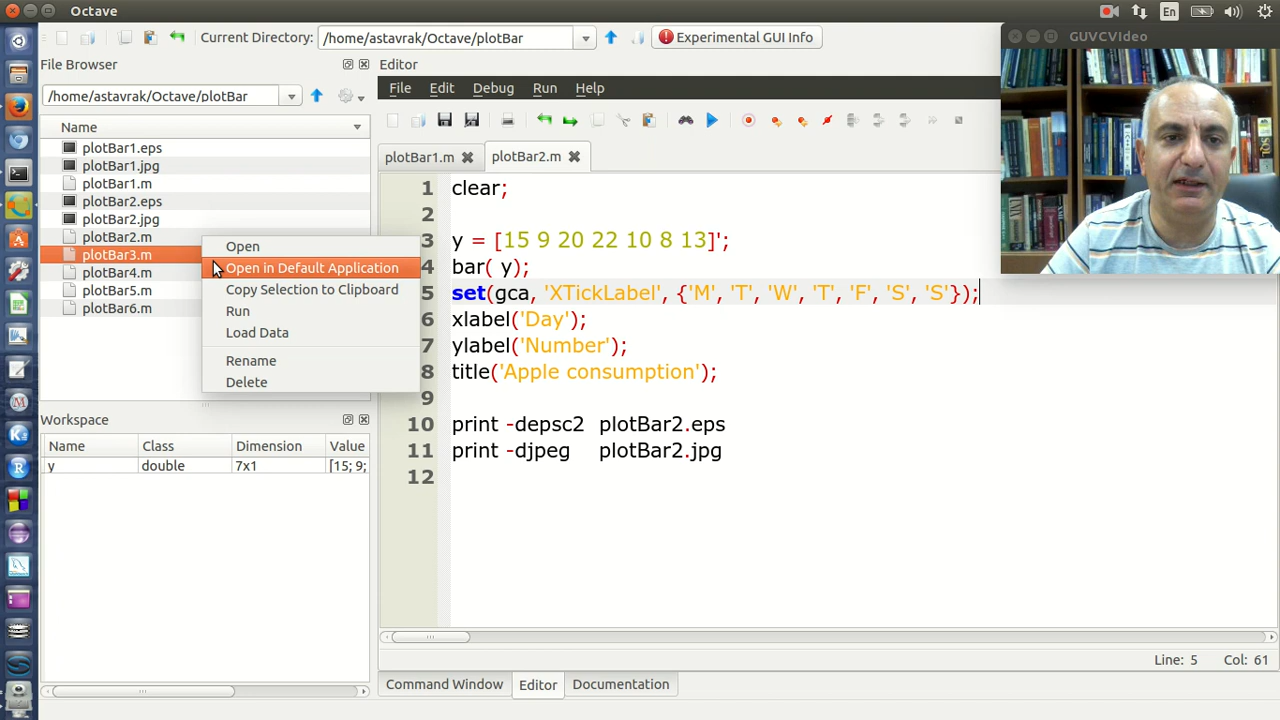 Octave
En
Current Directory: /home/astavrak/Octave/plotBar
Experimental GUI Info
GUVCVIdeo
File Browser
Editor
/home/astavrak/Octave/plotBar
File Edit Debug Run Help
Name
plotBar1.eps
plotBar1.jpg
plotBar1.m
plotBar2.eps
plotBar2.jpg
plotBar2.m
plotBar3.m
plotBar4.m
plotBar5.m
plotBar6.m
Open
Open in Default Application
Copy Selection to Clipboard
Run
Load Data
Rename
Delete
plotBar1.m
plotBar2.m
1 clear;
2
3 y = [15 9 20 22 10 8 13]';
4 bar( y);
5 set(gca, 'XTickLabel', {'M', 'T', 'W', 'T', 'F', 'S', 'S'});
6 xlabel('Day');
7 ylabel('Number');
8 title('Apple consumption');
9
10 print -depsc2 plotBar2.eps
11 print -djpeg plotBar2.jpg
12
Workspace
Name Class Dimension Value
y double 7x1 [15; 9;
Line: 5 Col: 61
Command Window Editor Documentation